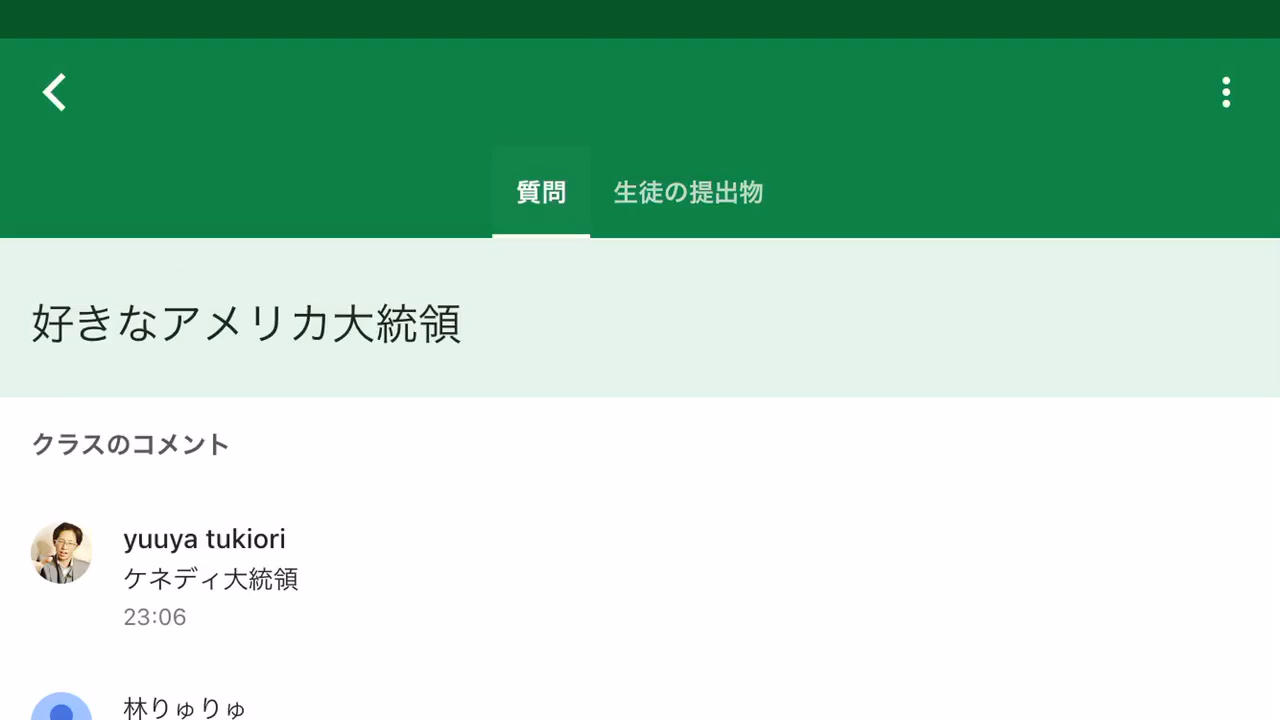 質問
生徒の提出物
好きなアメリカ大統領
クラスのコメント
yuuya tukiori
ケネディ大統領
23:06
林りゅりゅ